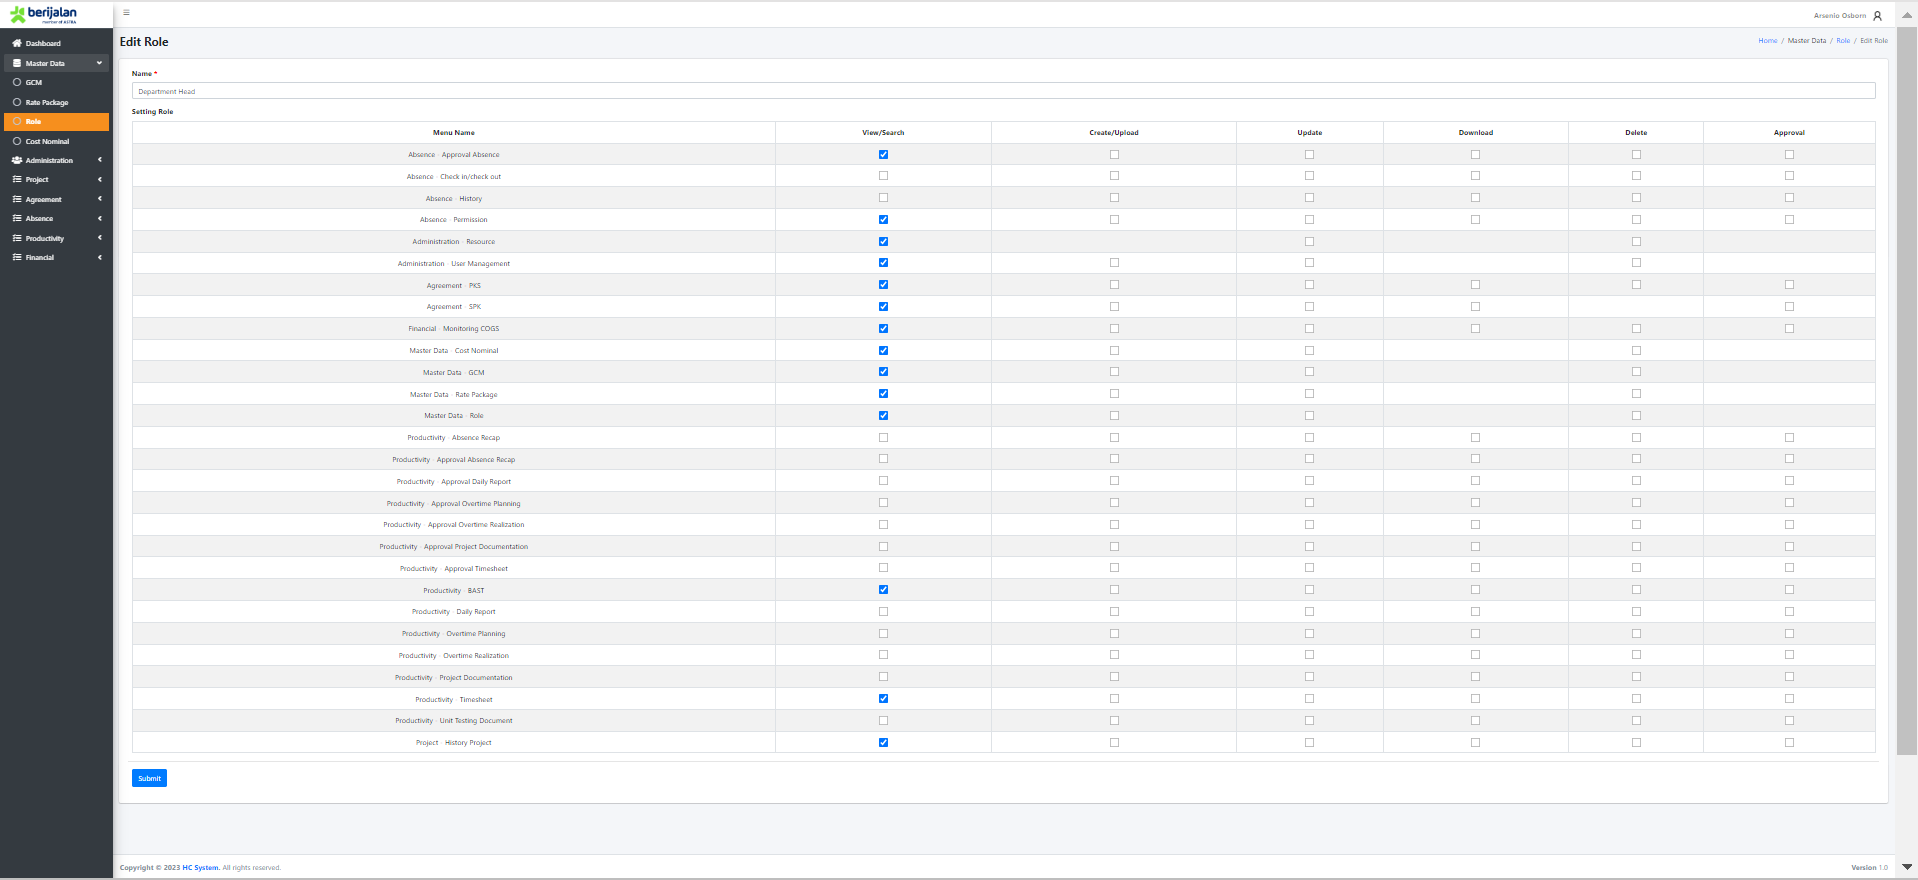 berijalan
member of ASTRA
Arsenio Osborn
Dashboard
Master Data
GCM
Rate Package
Role
Cost Nominal
Administration
Project
Agreement
Absence
Productivity
Financial
Edit Role
Home / Master Data / Role / Edit Role
Name *
Department Head
Setting Role
Menu Name View/Search Create/Upload Update Download Delete Approval
Absence - Approval Absence
Absence - Check in/check out
Absence - History
Absence - Permission
Administration - Resource
Administration - User Management
Agreement - PKS
Agreement - SPK
Financial - Monitoring COGS
Master Data - Cost Nominal
Master Data - GCM
Master Data - Rate Package
Master Data - Role
Productivity - Absence Recap
Productivity - Approval Absence Recap
Productivity - Approval Daily Report
Productivity - Approval Overtime Planning
Productivity - Approval Overtime Realization
Productivity - Approval Project Documentation
Productivity - Approval Timesheet
Productivity - BAST
Productivity - Daily Report
Productivity - Overtime Planning
Productivity - Overtime Realization
Productivity - Project Documentation
Productivity - Timesheet
Productivity - Unit Testing Document
Project - History Project
Submit
Copyright © 2023 HC System. All rights reserved.
Version 1.0